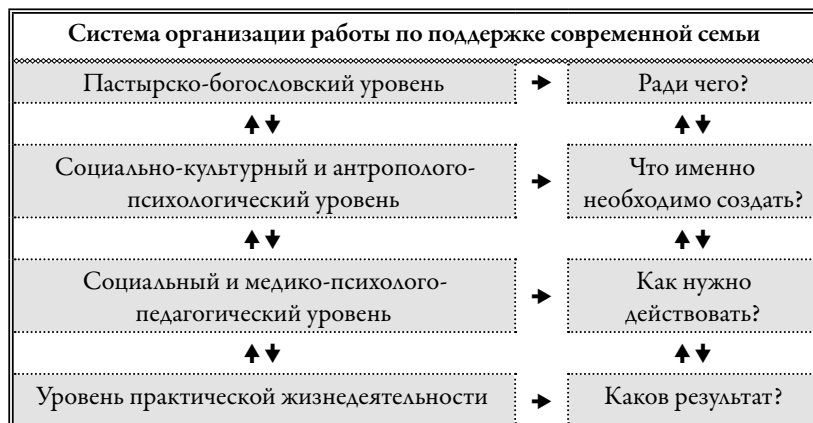 Система организации работы по поддержке современной семьи
Пастырско-богословский уровень
Ради чего?
Социально-культурный и антрополого-
психологический уровень
Что именно
необходимо создать?
Социальный и медико-психолого-
педагогический уровень
Как нужно
действовать?
Уровень практической жизнедеятельности
Каков результат?